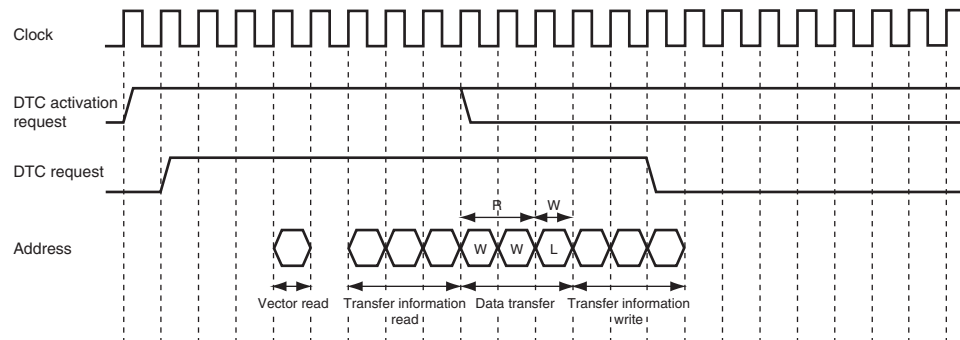 Clock
DTC activation
request
DTC request
R W
Address
W W L
Vector read Transfer information Data transfer Transfer information
read write